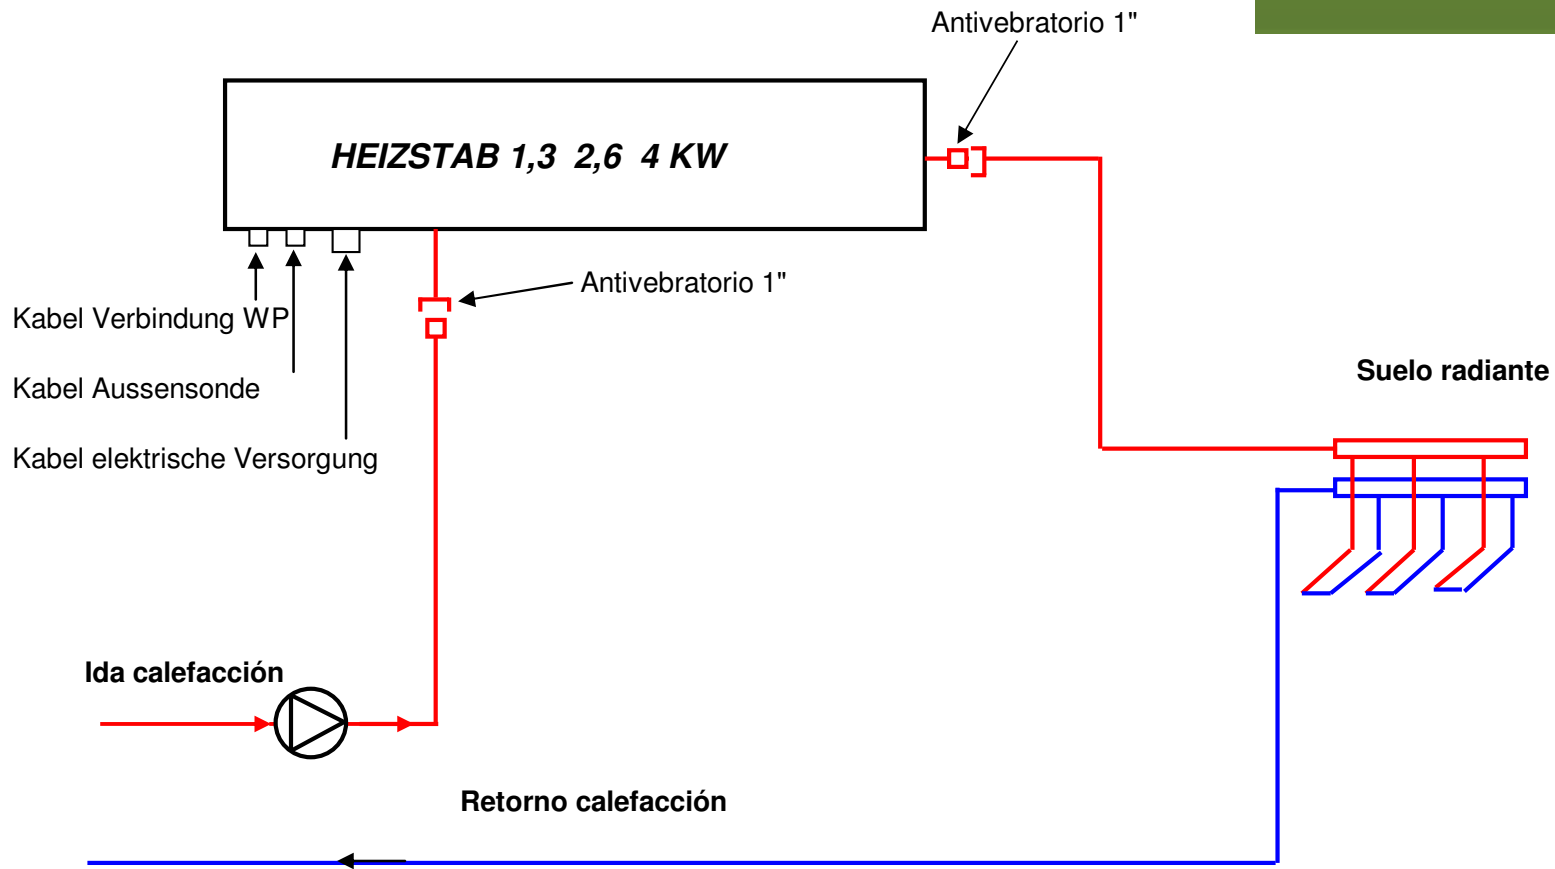 Antivebratorio 1"
HEIZSTAB 1,3 2,6 4 KW
Antivebratorio 1"
Kabel Verbindung WP
Kabel Aussensonde
Kabel elektrische Versorgung
Suelo radiante
Ida calefacción
Retorno calefacción